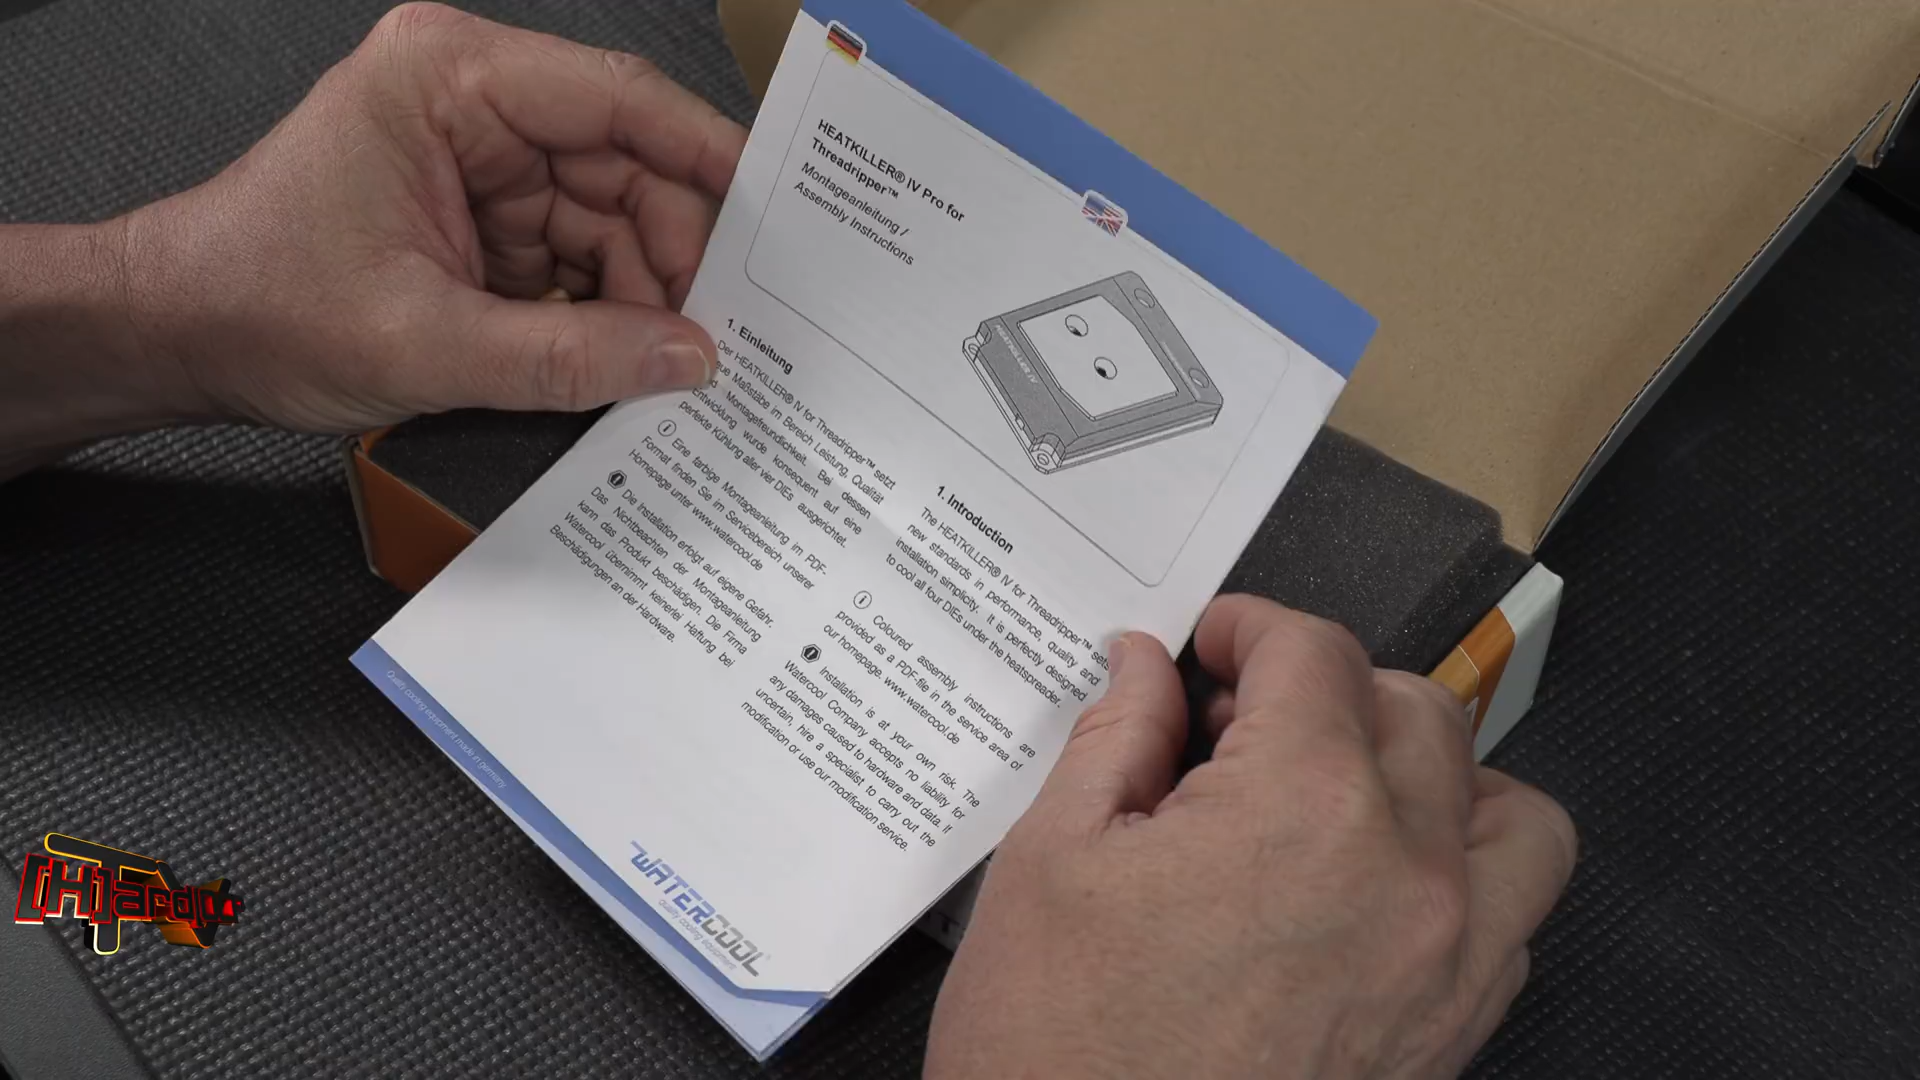 HEATKILLER® IV Pro for
Threadripper™
Montageanleitung /
Assembly Instructions
HEATKILLER IV
1. Einleitung
Der HEATKILLER® IV for Threadripper™ setzt
Maßstäbe im Bereich Leistung, Qualität
Montagefreundlichkeit. Bei dessen
Entwicklung wurde konsequent auf eine
perfekte Kühlung aller vier DIEs ausgerichtet.
Eine farbige Montageanleitung im PDF-
Format finden Sie im Servicebereich unserer
Homepage unter www.watercool.de
Die Installation erfolgt auf eigene Gefahr.
Das Nichtbeachten der Montageanleitung
kann das Produkt beschädigen. Die Firma
Watercool übernimmt keinerlei Haftung bei
Beschädigungen an der Hardware.
1. Introduction
The HEATKILLER® IV for Threadripper™ sets
new standards in performance, quality and
installation simplicity. It is perfectly designed
to cool all four DIEs under the heatspreader.
Coloured assembly instructions are
provided as a PDF-file in the service area of
our homepage. www.watercool.de
Installation is at your own risk. The
Watercool Company accepts no liability for
any damages caused to hardware and data. If
uncertain, hire a specialist to carry out the
modification or use our modification service.
Quality cooling equipment made in germany
WATERCOOL
quality cooling equipment
[H]ard|OCP